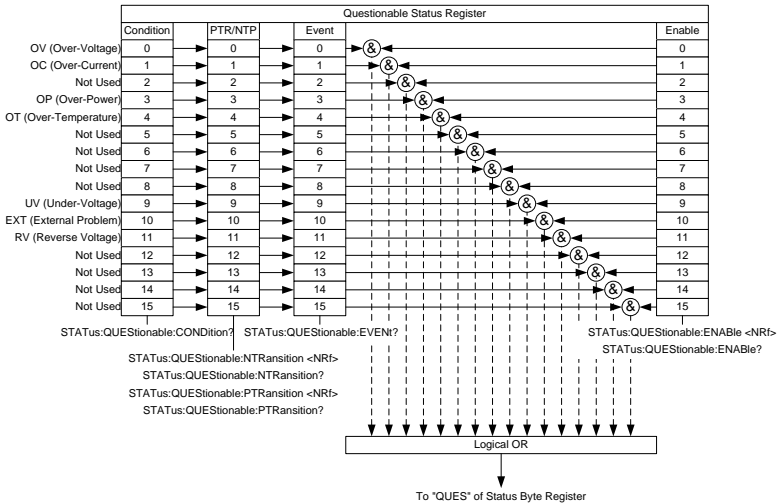 Questionable Status Register
Condition PTR/NTP Event Enable
OV (Over-Voltage) 0 0 0 & 0
OC (Over-Current) 1 1 1 & 1
Not Used 2 2 2 & 2
OP (Over-Power) 3 3 3 & 3
OT (Over-Temperature) 4 4 4 & 4
Not Used 5 5 5 & 5
Not Used 6 6 6 & 6
Not Used 7 7 7 & 7
Not Used 8 8 8 & 8
UV (Under-Voltage) 9 9 9 & 9
EXT (External Problem) 10 10 10 & 10
RV (Reverse Voltage) 11 11 11 & 11
Not Used 12 12 12 & 12
Not Used 13 13 13 & 13
Not Used 14 14 14 & 14
Not Used 15 15 15 & 15
STATus:QUEStionable:CONDition? STATus:QUEStionable:EVENt? STATus:QUEStionable:ENABle <NRf>
STATus:QUEStionable:ENABle?
STATus:QUEStionable:NTRansition <NRf>
STATus:QUEStionable:NTRansition?
STATus:QUEStionable:PTRansition <NRf>
STATus:QUEStionable:PTRansition?
Logical OR
To "QUES" of Status Byte Register